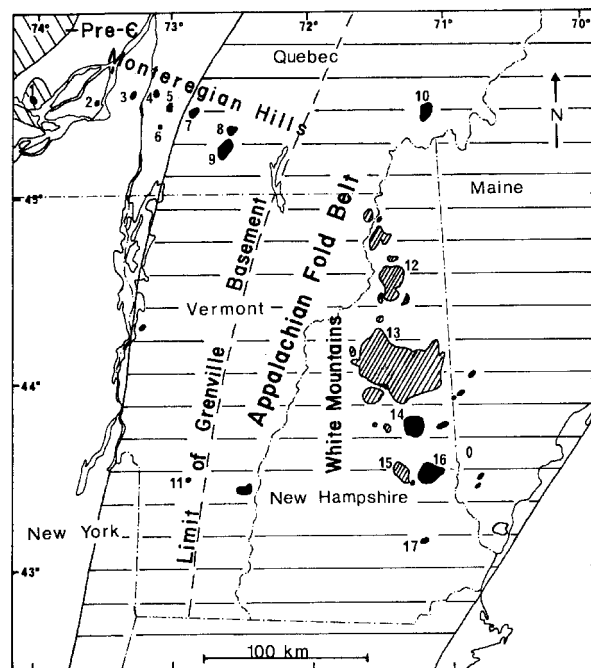 74° 73° 72° 71° 70°
Pre-Є
Quebec
Monteregian Hills
N
10
2 3 4 5
7
6
8
9
Maine
45°
Limit of Grenville Basement
Appalachian Fold Belt
White Mountains
12
Vermont
13
44°
14
15 16
0
11
New Hampshire
New York
17
43°
100 km